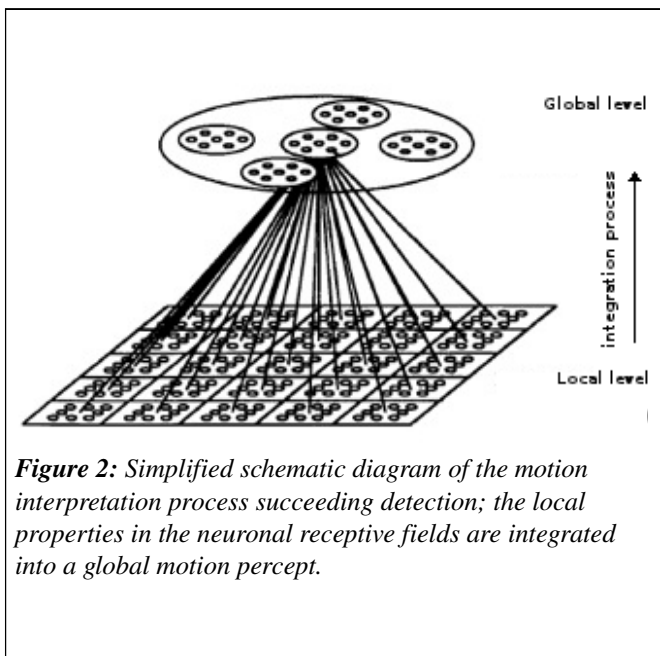 Global level
integration process
Local level
Figure 2: Simplified schematic diagram of the motion
interpretation process succeeding detection; the local
properties in the neuronal receptive fields are integrated
into a global motion percept.